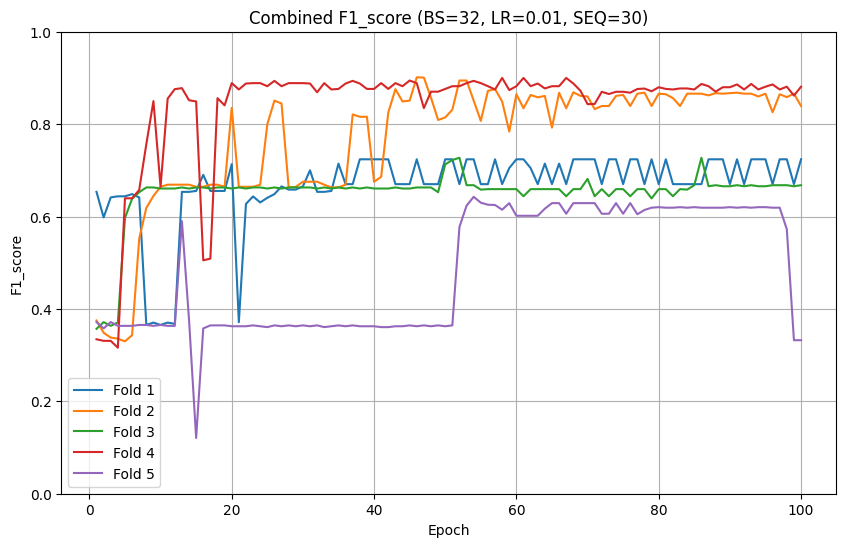 Combined F1_score (BS=32, LR=0.01, SEQ=30)
1.0
0.8
0.6
0.4
0.2
0.0
F1_score
Fold 1
Fold 2
Fold 3
Fold 4
Fold 5
0 20 40 60 80 100
Epoch